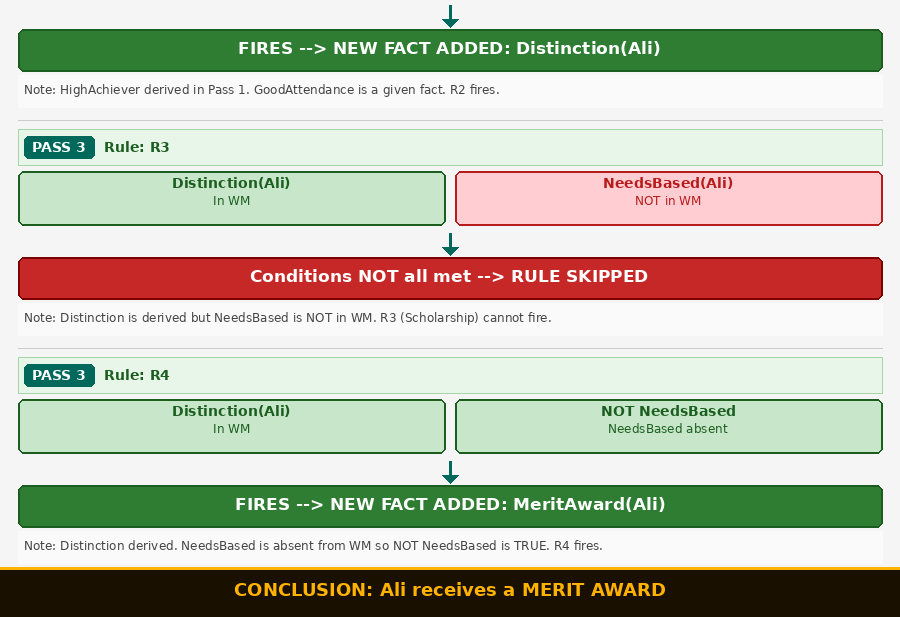 FIRES --> NEW FACT ADDED: Distinction(Ali)
Note: HighAchiever derived in Pass 1. GoodAttendance is a given fact. R2 fires.
PASS 3 Rule: R3
Distinction(Ali)
In WM
NeedsBased(Ali)
NOT in WM
Conditions NOT all met --> RULE SKIPPED
Note: Distinction is derived but NeedsBased is NOT in WM. R3 (Scholarship) cannot fire.
PASS 3 Rule: R4
Distinction(Ali)
In WM
NOT NeedsBased
NeedsBased absent
FIRES --> NEW FACT ADDED: MeritAward(Ali)
Note: Distinction derived. NeedsBased is absent from WM so NOT NeedsBased is TRUE. R4 fires.
CONCLUSION: Ali receives a MERIT AWARD